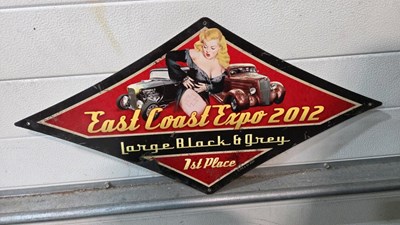 East Coast Expo 2012
Large Black & Grey
1st Place